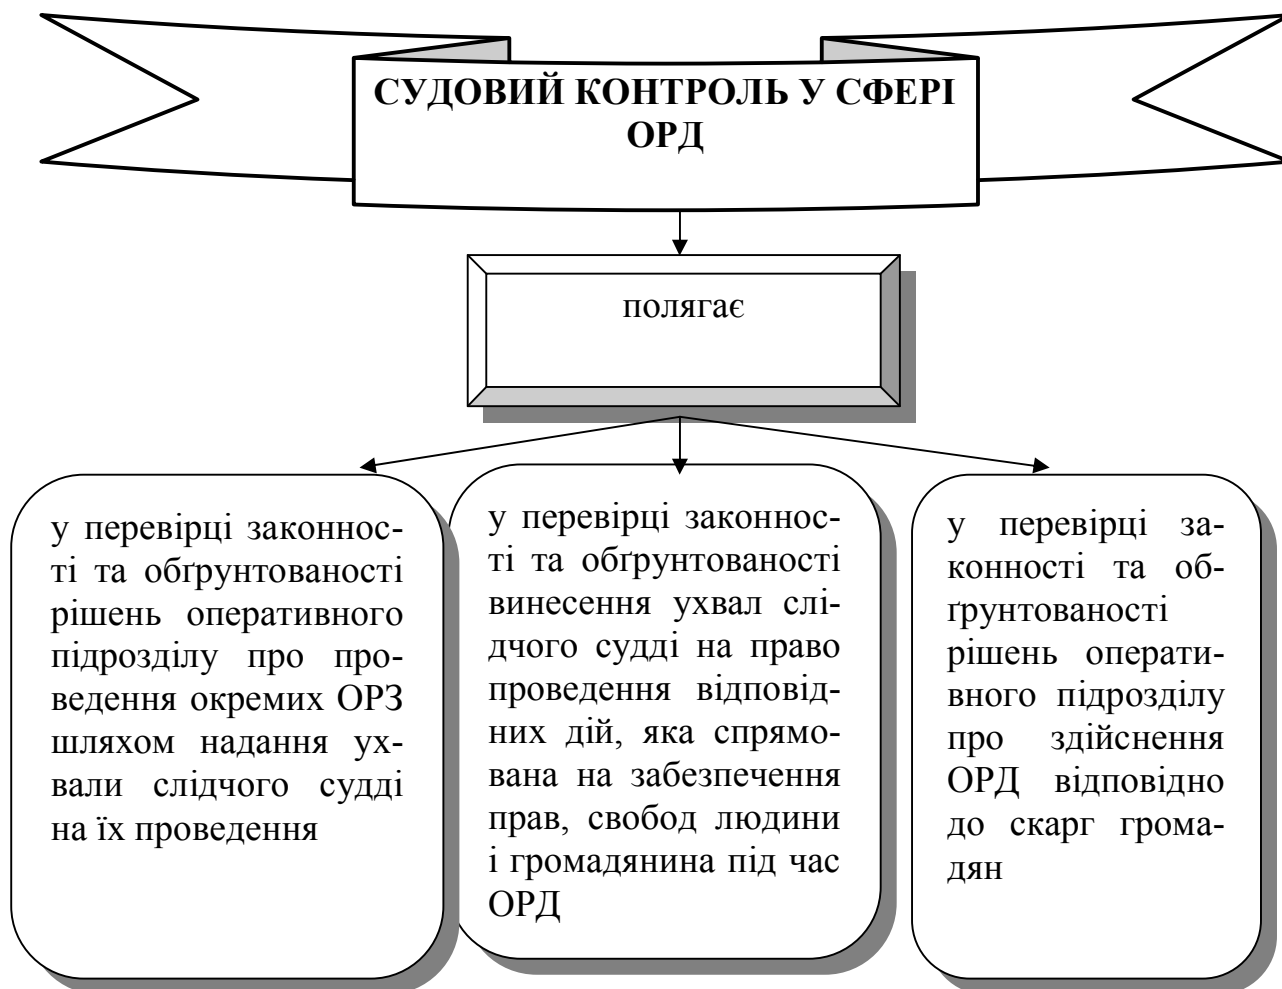 СУДОВИЙ КОНТРОЛЬ У СФЕРІ
ОРД
полягає
у перевірці законнос-
ті та обґрунтованості
рішень оперативного
підрозділу про про-
ведення окремих ОРЗ
шляхом надання ух-
вали слідчого судді
на їх проведення
у перевірці законнос-
ті та обґрунтованості
винесення ухвал слі-
дчого судді на право
проведення відповід-
них дій, яка спрямо-
вана на забезпечення
прав, свобод людини
і громадянина під час
ОРД
у перевірці за-
конності та об-
ґрунтованості
рішень операти-
вного підрозділу
про здійснення
ОРД відповідно
до скарг грома-
дян